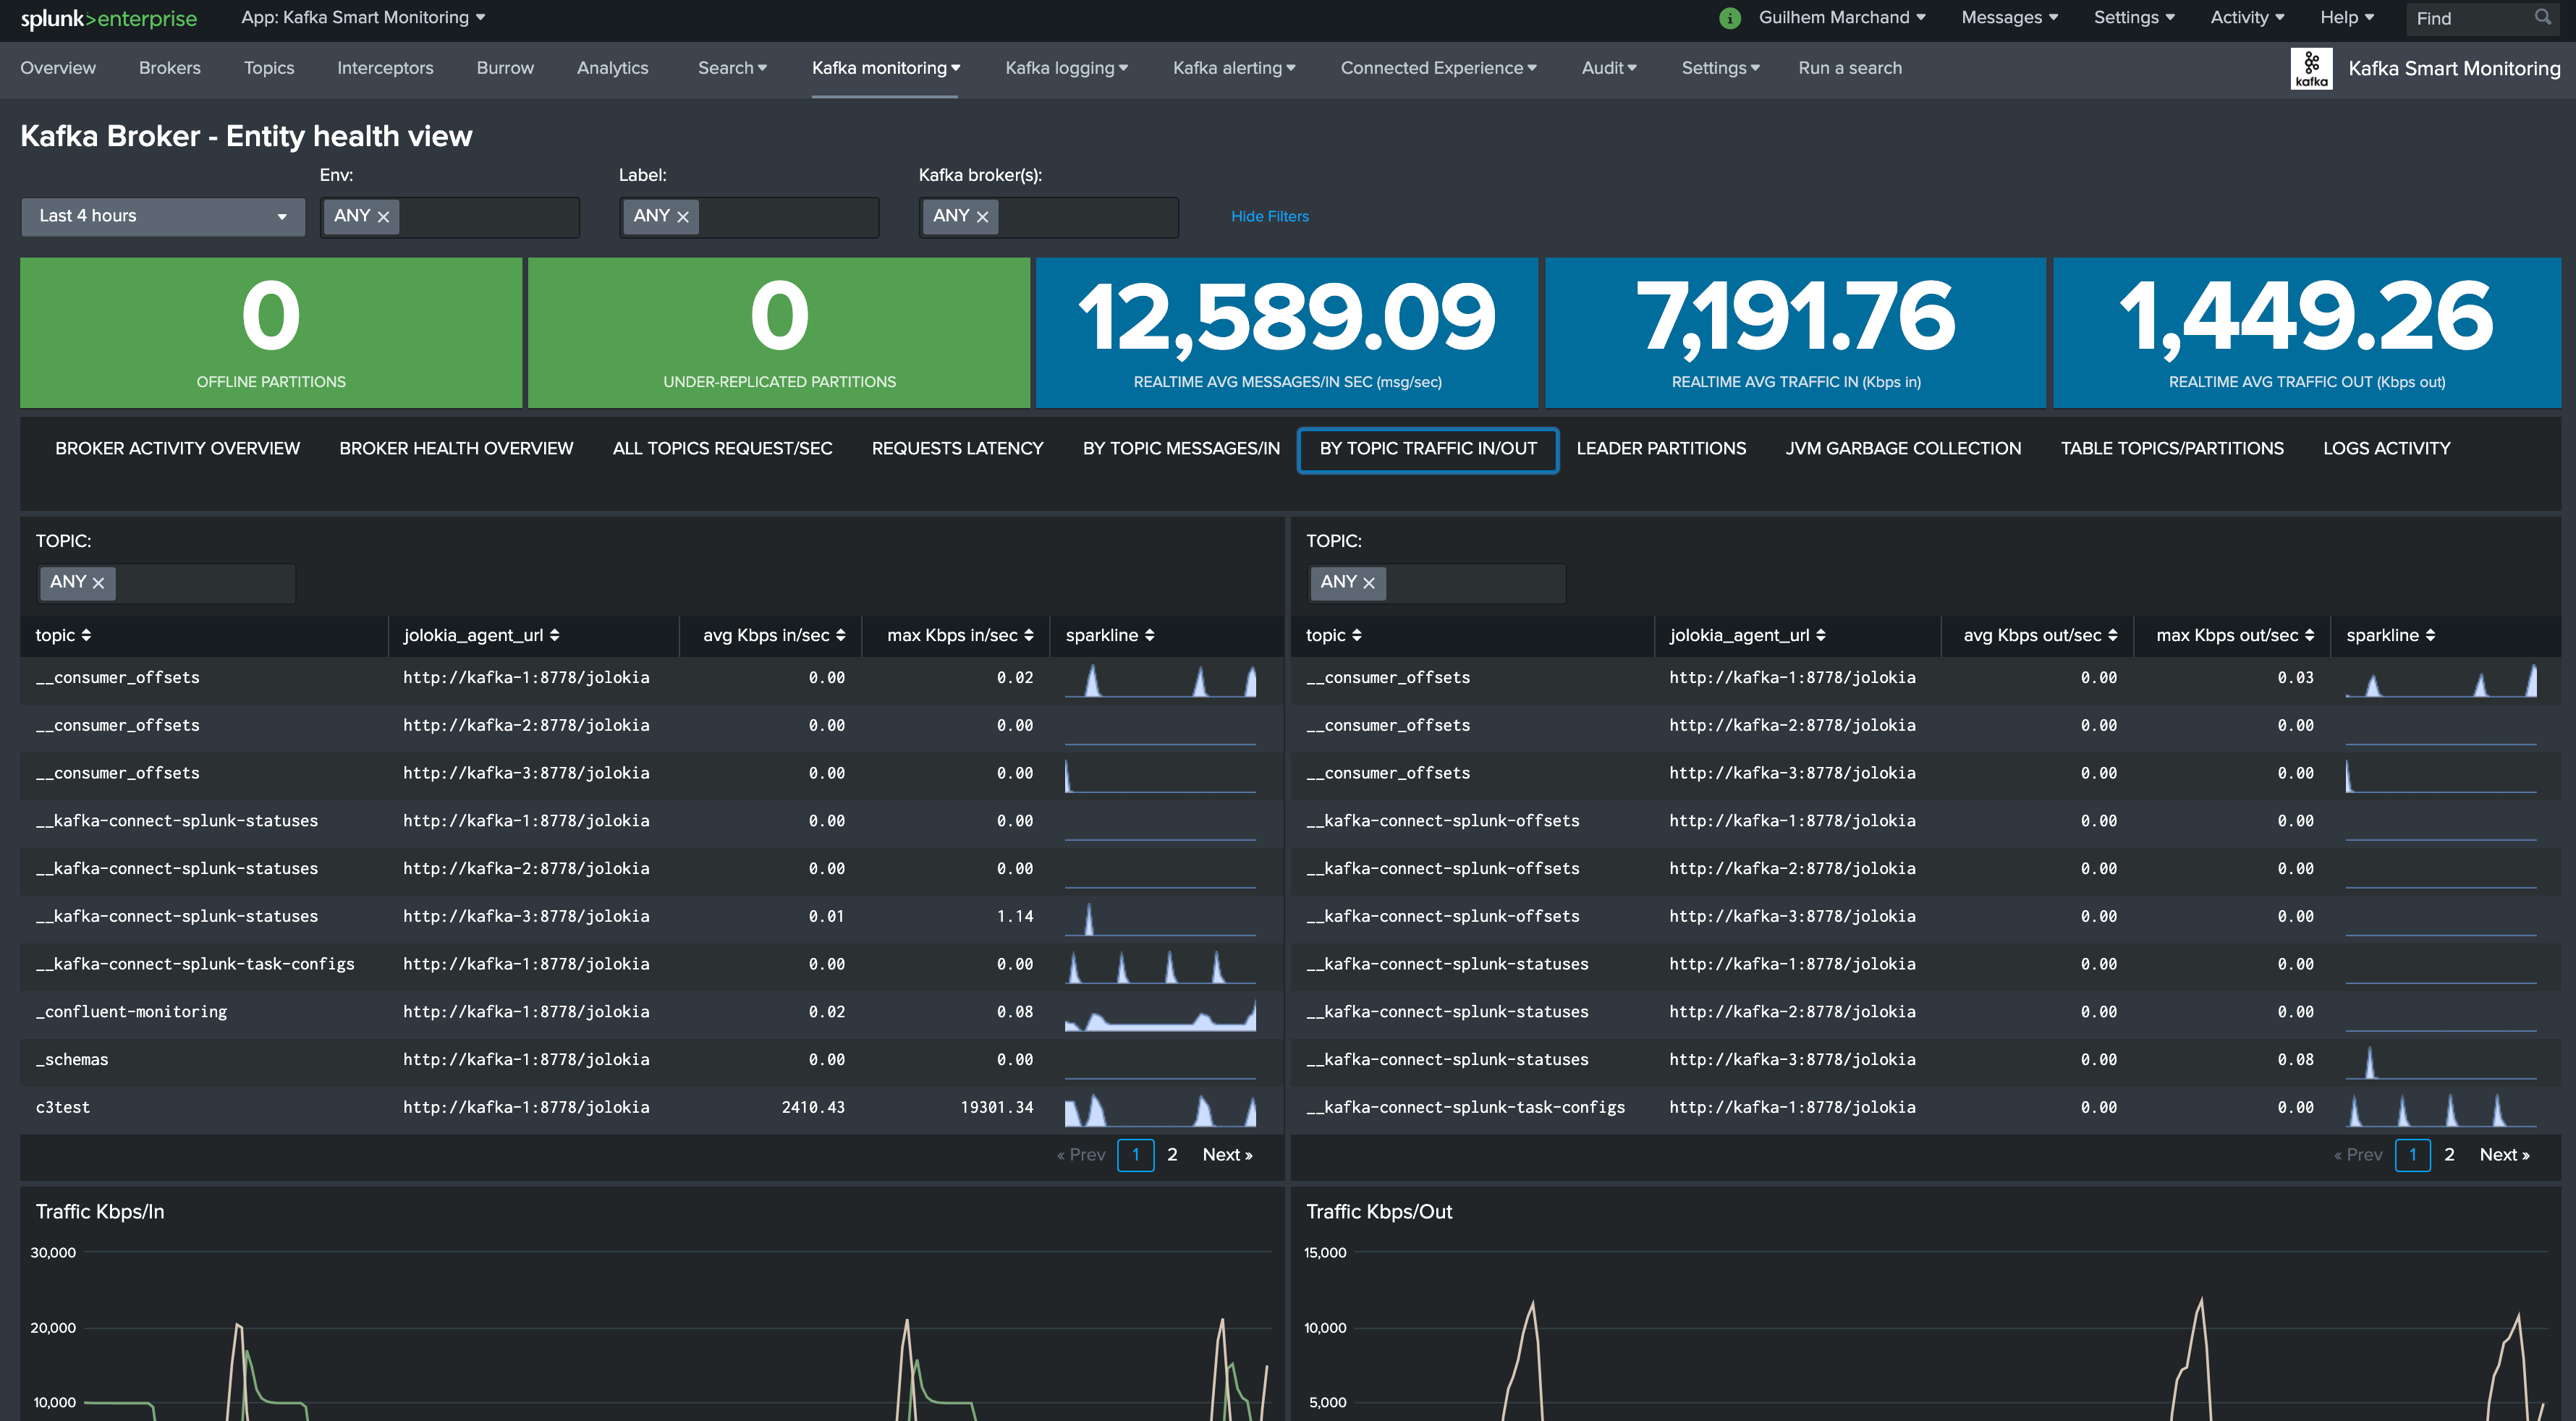 splunk>enterprise App: Kafka Smart Monitoring Guilhem Marchand Messages Settings Activity Help Find
Overview Brokers Topics Interceptors Burrow Analytics Search Kafka monitoring Kafka logging Kafka alerting Connected Experience Audit Settings Run a search kafka Kafka Smart Monitoring
Kafka Broker - Entity health view
Env: Label: Kafka broker(s):
Last 4 hours ANY ANY ANY Hide Filters
0 0 12,589.09 7,191.76 1,449.26
OFFLINE PARTITIONS UNDER-REPLICATED PARTITIONS REALTIME AVG MESSAGES/IN SEC (msg/sec) REALTIME AVG TRAFFIC IN (Kbps in) REALTIME AVG TRAFFIC OUT (Kbps out)
BROKER ACTIVITY OVERVIEW BROKER HEALTH OVERVIEW ALL TOPICS REQUEST/SEC REQUESTS LATENCY BY TOPIC MESSAGES/IN BY TOPIC TRAFFIC IN/OUT LEADER PARTITIONS JVM GARBAGE COLLECTION TABLE TOPICS/PARTITIONS LOGS ACTIVITY
TOPIC:
ANY
topic jolokia_agent_url avg Kbps in/sec max Kbps in/sec sparkline
__consumer_offsets http://kafka-1:8778/jolokia 0.00 0.02
__consumer_offsets http://kafka-2:8778/jolokia 0.00 0.00
__consumer_offsets http://kafka-3:8778/jolokia 0.00 0.00
__kafka-connect-splunk-statuses http://kafka-1:8778/jolokia 0.00 0.00
__kafka-connect-splunk-statuses http://kafka-2:8778/jolokia 0.00 0.00
__kafka-connect-splunk-statuses http://kafka-3:8778/jolokia 0.01 1.14
__kafka-connect-splunk-task-configs http://kafka-1:8778/jolokia 0.00 0.00
_confluent-monitoring http://kafka-1:8778/jolokia 0.02 0.08
_schemas http://kafka-1:8778/jolokia 0.00 0.00
c3test http://kafka-1:8778/jolokia 2410.43 19301.34
« Prev 1 2 Next »
TOPIC:
ANY
topic jolokia_agent_url avg Kbps out/sec max Kbps out/sec sparkline
__consumer_offsets http://kafka-1:8778/jolokia 0.00 0.03
__consumer_offsets http://kafka-2:8778/jolokia 0.00 0.00
__consumer_offsets http://kafka-3:8778/jolokia 0.00 0.00
__kafka-connect-splunk-offsets http://kafka-1:8778/jolokia 0.00 0.00
__kafka-connect-splunk-offsets http://kafka-2:8778/jolokia 0.00 0.00
__kafka-connect-splunk-offsets http://kafka-3:8778/jolokia 0.00 0.00
__kafka-connect-splunk-statuses http://kafka-1:8778/jolokia 0.00 0.00
__kafka-connect-splunk-statuses http://kafka-2:8778/jolokia 0.00 0.00
__kafka-connect-splunk-statuses http://kafka-3:8778/jolokia 0.00 0.08
__kafka-connect-splunk-task-configs http://kafka-1:8778/jolokia 0.00 0.00
« Prev 1 2 Next »
Traffic Kbps/In
30,000
20,000
10,000
Traffic Kbps/Out
15,000
10,000
5,000